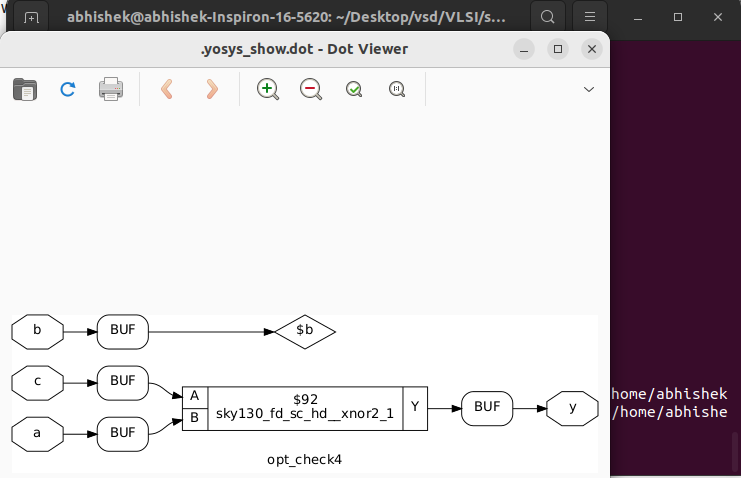 abhishek@abhishek-Inspiron-16-5620: ~/Desktop/vsd/VLSI/s...
.yosys_show.dot - Dot Viewer
b
BUF
$b
c
BUF
A
$92
sky130_fd_sc_hd__xnor2_1
Y
BUF
y
B
a
BUF
opt_check4
home/abhishek
/home/abhishe